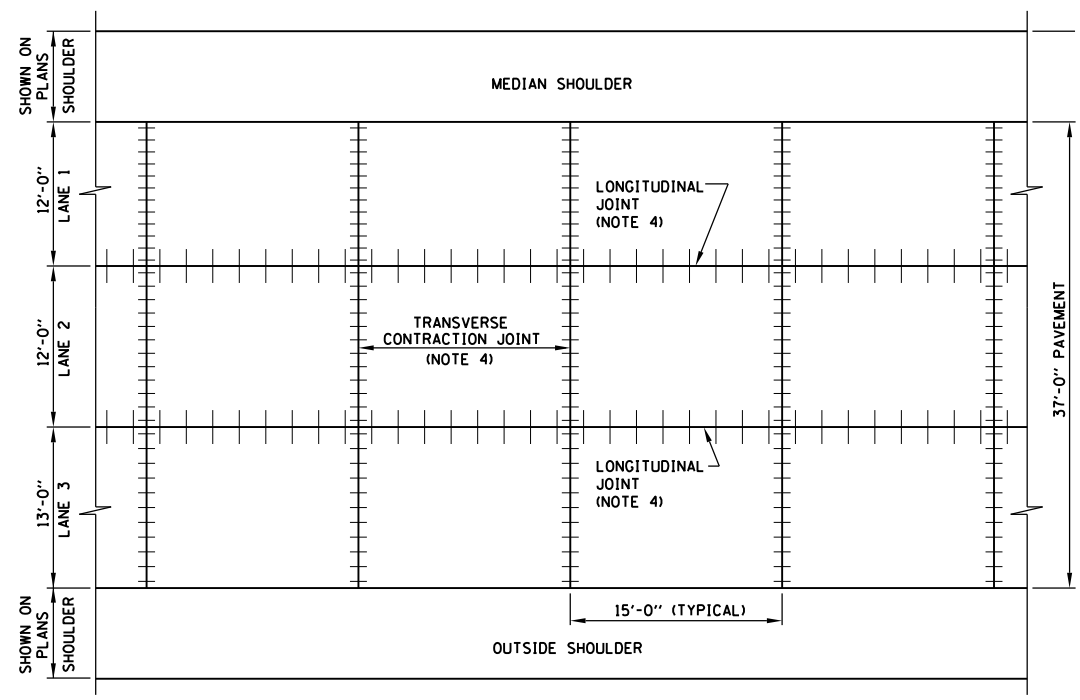 SHOWN ON
PLANS
SHOULDER
MEDIAN SHOULDER
12'-0"
LANE 1
LONGITUDINAL
JOINT
(NOTE 4)
12'-0"
LANE 2
TRANSVERSE
CONTRACTION JOINT
(NOTE 4)
37'-0" PAVEMENT
13'-0"
LANE 3
LONGITUDINAL
JOINT
(NOTE 4)
SHOWN ON
PLANS
SHOULDER
15'-0" (TYPICAL)
OUTSIDE SHOULDER